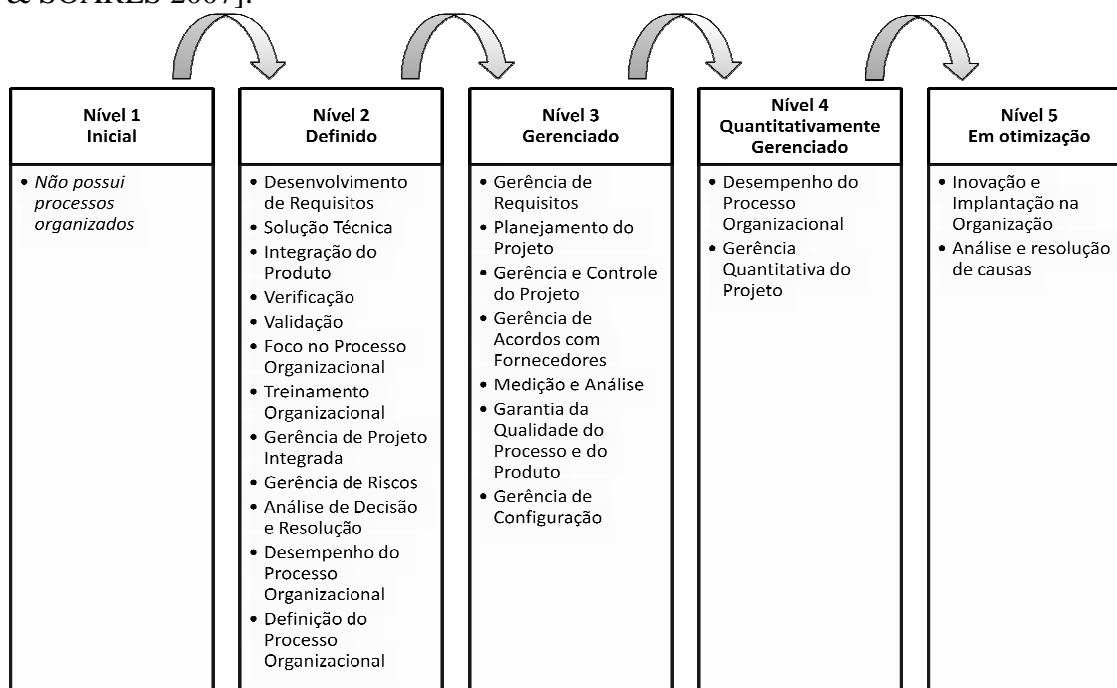 & SOARES 2007].
Nível 1
Inicial
• Não possui
processos
organizados
Nível 2
Definido
• Desenvolvimento
de Requisitos
• Solução Técnica
• Integração do
Produto
• Verificação
• Validação
• Foco no Processo
Organizacional
• Treinamento
Organizacional
• Gerência de Projeto
Integrada
• Gerência de Riscos
• Análise de Decisão
e Resolução
• Desempenho do
Processo
Organizacional
• Definição do
Processo
Organizacional
Nível 3
Gerenciado
• Gerência de
Requisitos
• Planejamento do
Projeto
• Gerência e Controle
do Projeto
• Gerência de
Acordos com
Fornecedores
• Medição e Análise
• Garantia da
Qualidade do
Processo e do
Produto
• Gerência de
Configuração
Nível 4
Quantitativamente
Gerenciado
• Desempenho do
Processo
Organizacional
• Gerência
Quantitativa do
Projeto
Nível 5
Em otimização
• Inovação e
Implantação na
Organização
• Análise e resolução
de causas